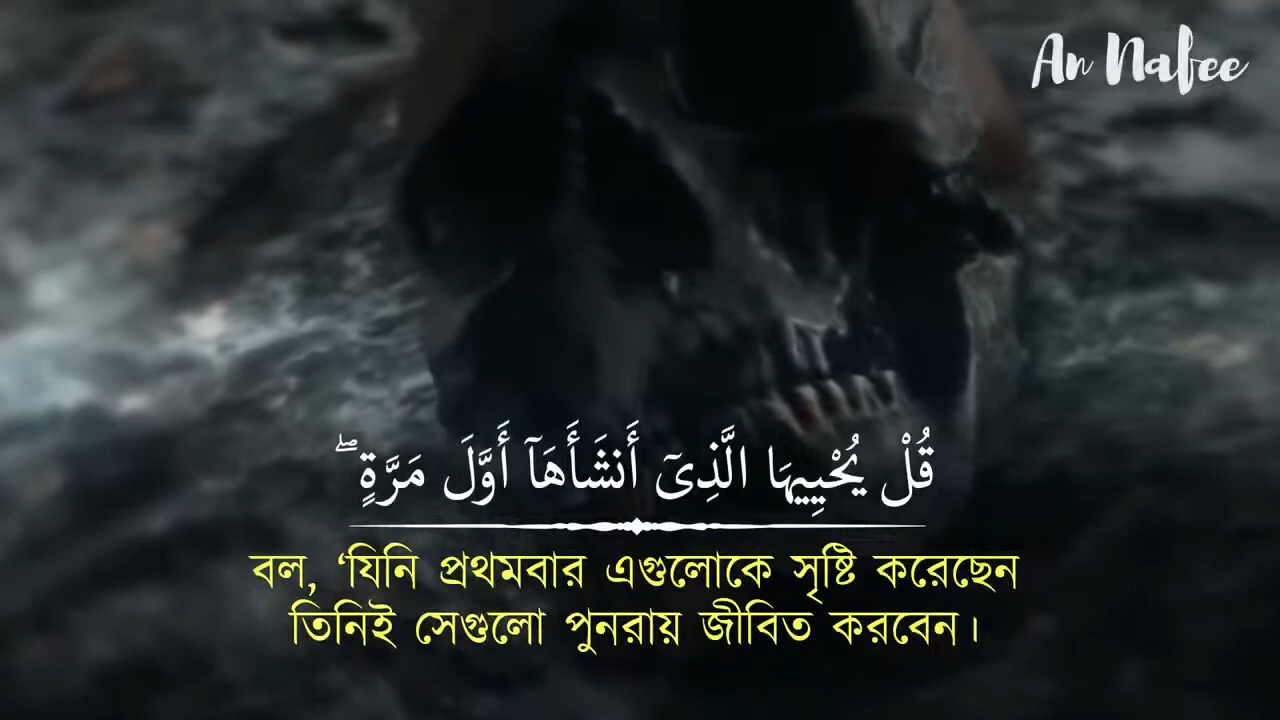 An Nafee
قُلْ يُحْيِيهَا الَّذِىٓ أَنشَأَهَآ أَوَّلَ مَرَّةٍ ۖ
বল, ‘যিনি প্রথমবার এগুলোকে সৃষ্টি করেছেন
তিনিই সেগুলো পুনরায় জীবিত করবেন।